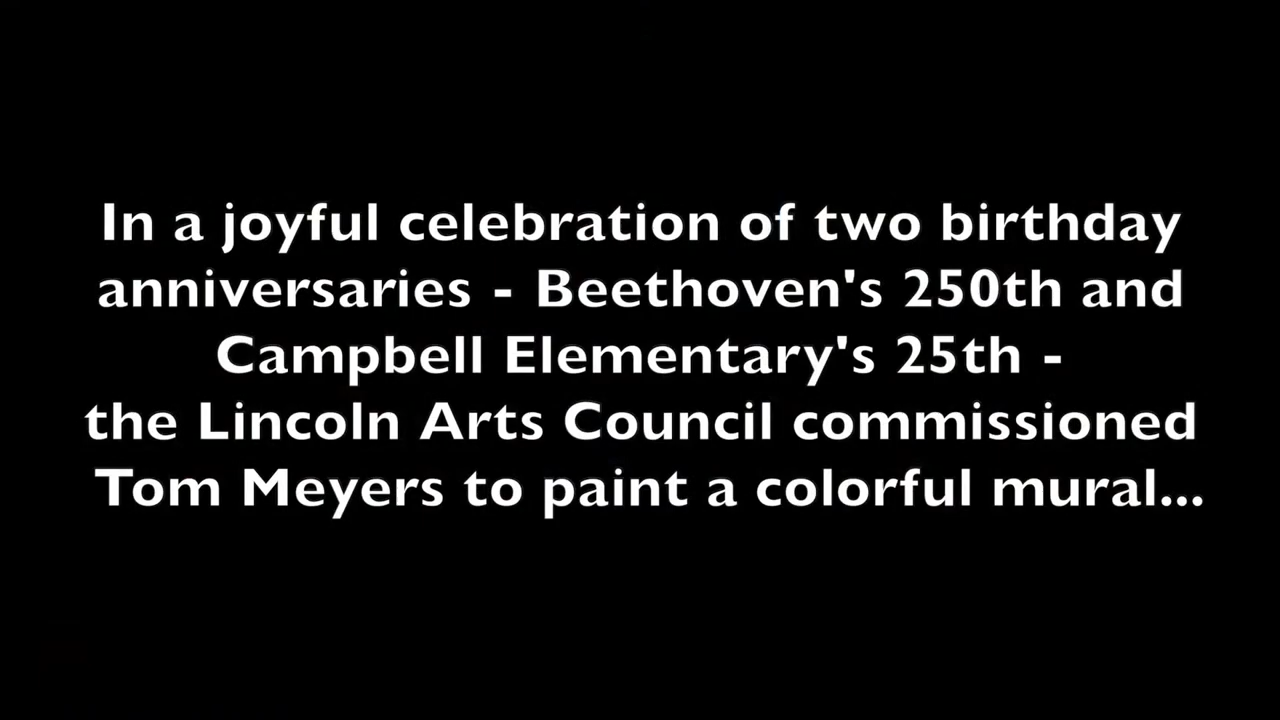 In a joyful celebration of two birthday
anniversaries - Beethoven's 250th and
Campbell Elementary's 25th -
the Lincoln Arts Council commissioned
Tom Meyers to paint a colorful mural...